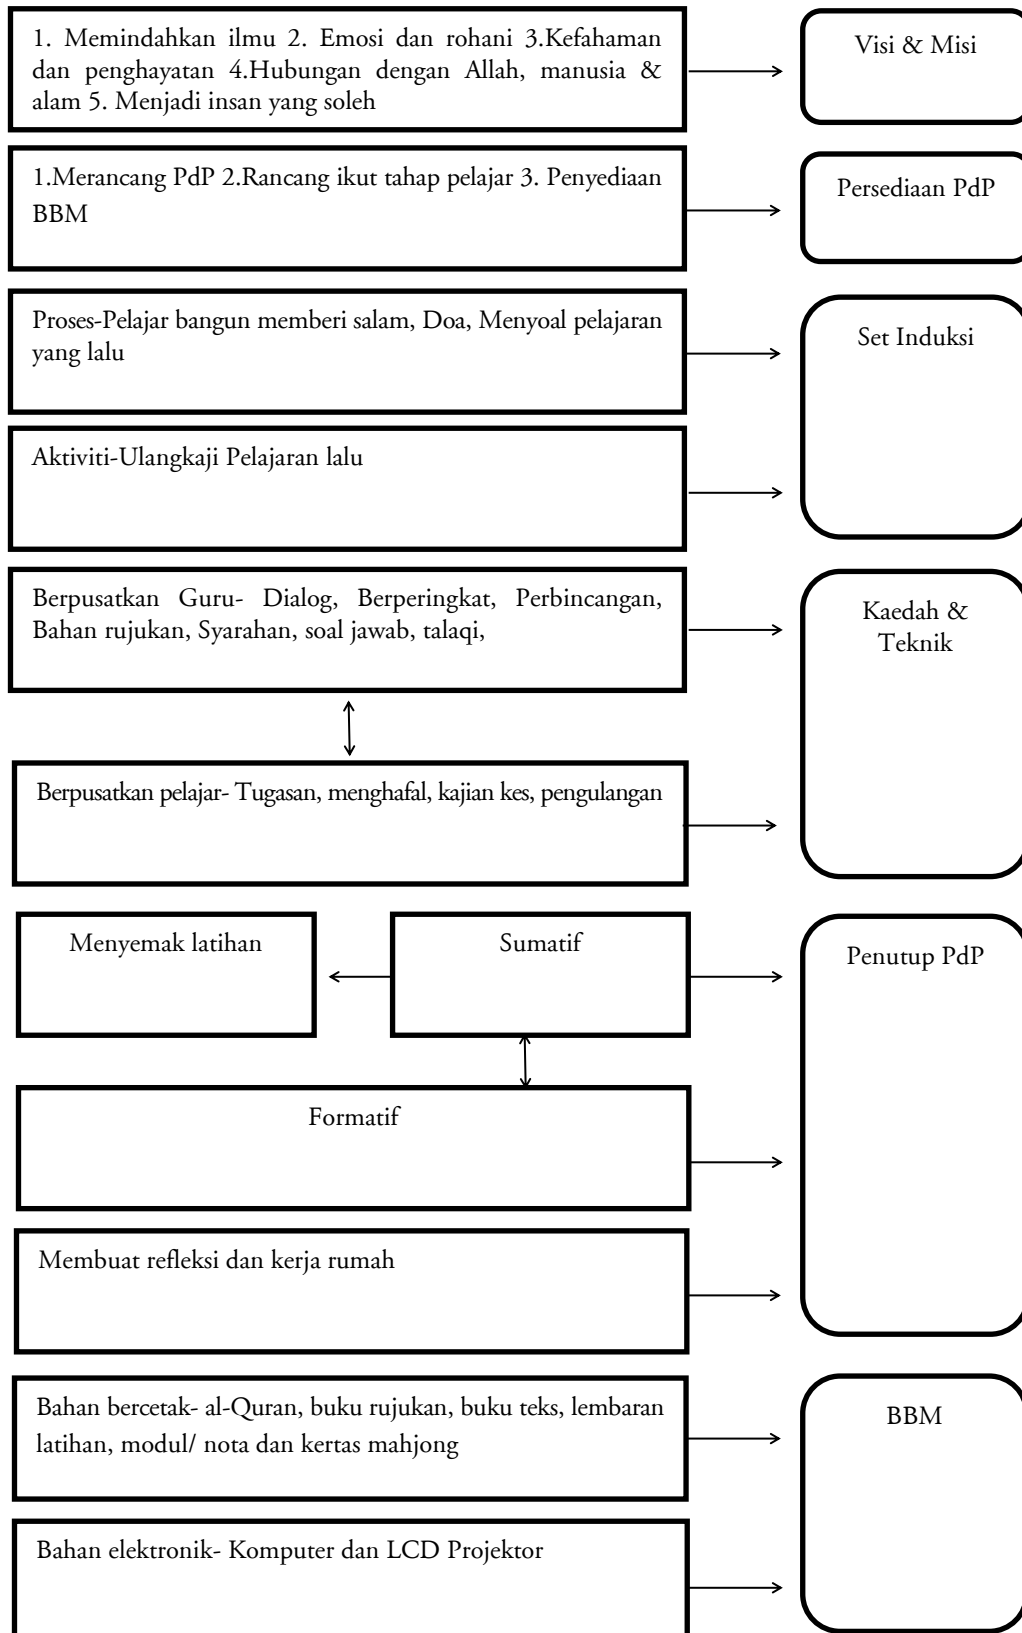 1. Memindahkan ilmu 2. Emosi dan rohani 3.Kefahaman
dan penghayatan 4.Hubungan dengan Allah, manusia &
alam 5. Menjadi insan yang soleh
Visi & Misi
1.Merancang PdP 2.Rancang ikut tahap pelajar 3. Penyediaan
BBM
Persediaan PdP
Proses-Pelajar bangun memberi salam, Doa, Menyoal pelajaran
yang lalu
Set Induksi
Aktiviti-Ulangkaji Pelajaran lalu
Berpusatkan Guru- Dialog, Berperingkat, Perbincangan,
Bahan rujukan, Syarahan, soal jawab, talaqi,
Kaedah &
Teknik
Berpusatkan pelajar- Tugasan, menghafal, kajian kes, pengulangan
Menyemak latihan
Sumatif
Penutup PdP
Formatif
Membuat refleksi dan kerja rumah
Bahan bercetak- al-Quran, buku rujukan, buku teks, lembaran
latihan, modul/ nota dan kertas mahjong
BBM
Bahan elektronik- Komputer dan LCD Projektor